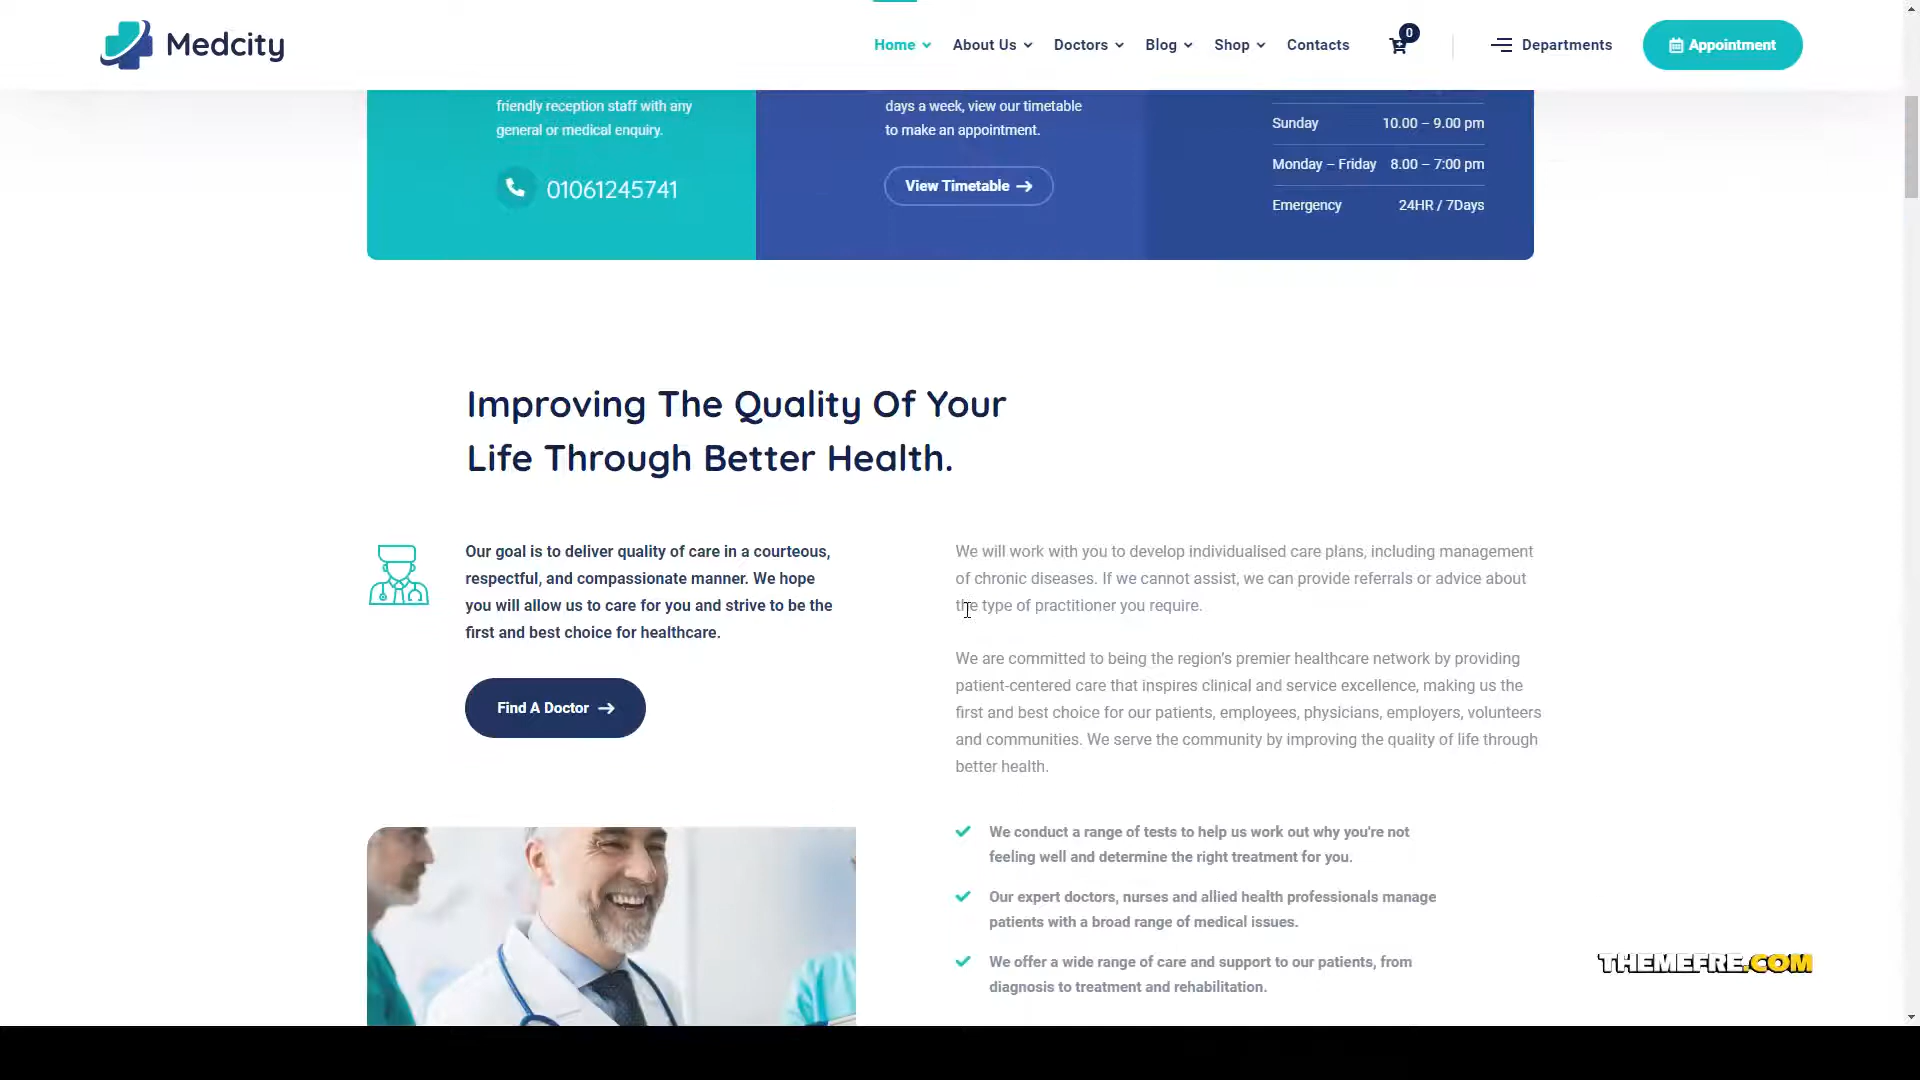 Medcity
Home
About Us
Doctors
Blog
Shop
Contacts
0
Departments
Appointment
friendly reception staff with any
general or medical enquiry.
01061245741
days a week, view our timetable
to make an appointment.
View Timetable
Sunday 10.00 – 9.00 pm
Monday – Friday 8.00 – 7:00 pm
Emergency 24HR / 7Days
Improving The Quality Of Your
Life Through Better Health.
Our goal is to deliver quality of care in a courteous,
respectful, and compassionate manner. We hope
you will allow us to care for you and strive to be the
first and best choice for healthcare.
Find A Doctor
We will work with you to develop individualised care plans, including management
of chronic diseases. If we cannot assist, we can provide referrals or advice about
the type of practitioner you require.
We are committed to being the region's premier healthcare network by providing
patient-centered care that inspires clinical and service excellence, making us the
first and best choice for our patients, employees, physicians, employers, volunteers
and communities. We serve the community by improving the quality of life through
better health.
We conduct a range of tests to help us work out why you're not
feeling well and determine the right treatment for you.
Our expert doctors, nurses and allied health professionals manage
patients with a broad range of medical issues.
We offer a wide range of care and support to our patients, from
diagnosis to treatment and rehabilitation.
THEMEFRE.COM